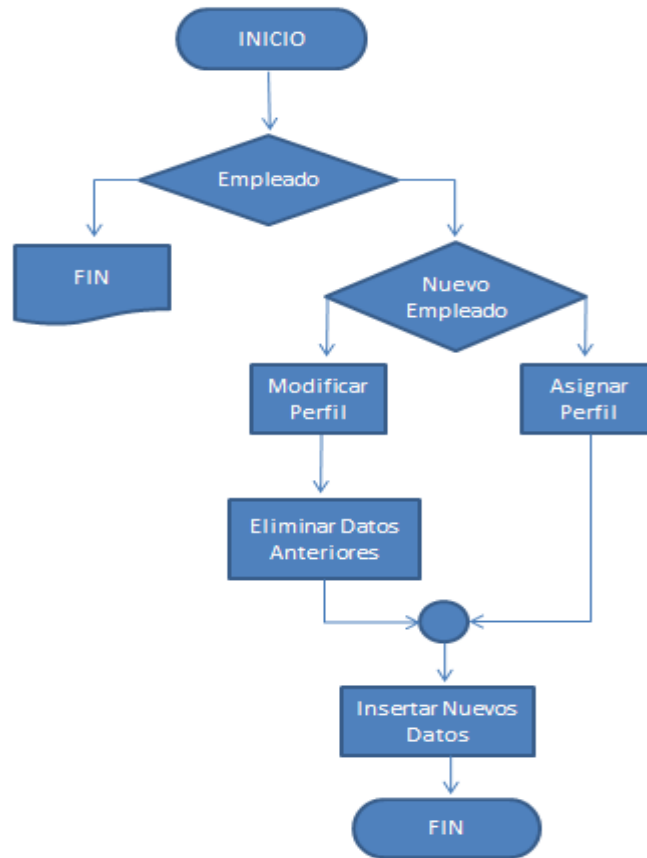 INICIO
Empleado
FIN
Nuevo
Empleado
Modificar
Perfil
Asignar
Perfil
Eliminar Datos
Anteriores
Insertar Nuevos
Datos
FIN